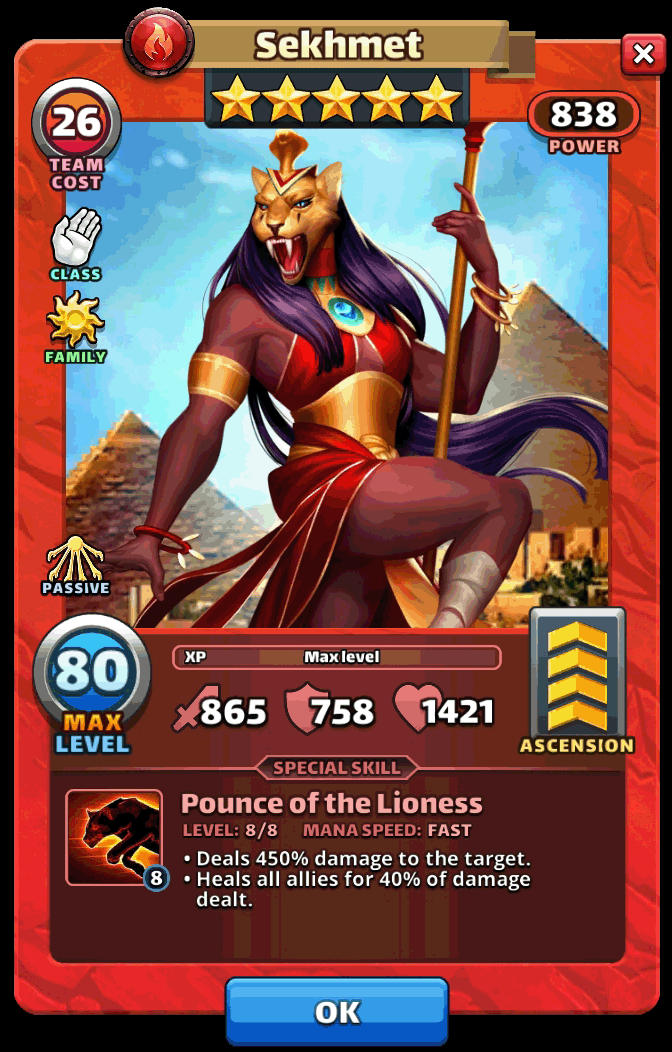 Sekhmet
26
TEAM
COST
838
POWER
CLASS
FAMILY
PASSIVE
80
MAX
LEVEL
XP Max level
865 758 1421
ASCENSION
SPECIAL SKILL
Pounce of the Lioness
LEVEL: 8/8 MANA SPEED: FAST
8
• Deals 450% damage to the target.
• Heals all allies for 40% of damage
dealt.
OK